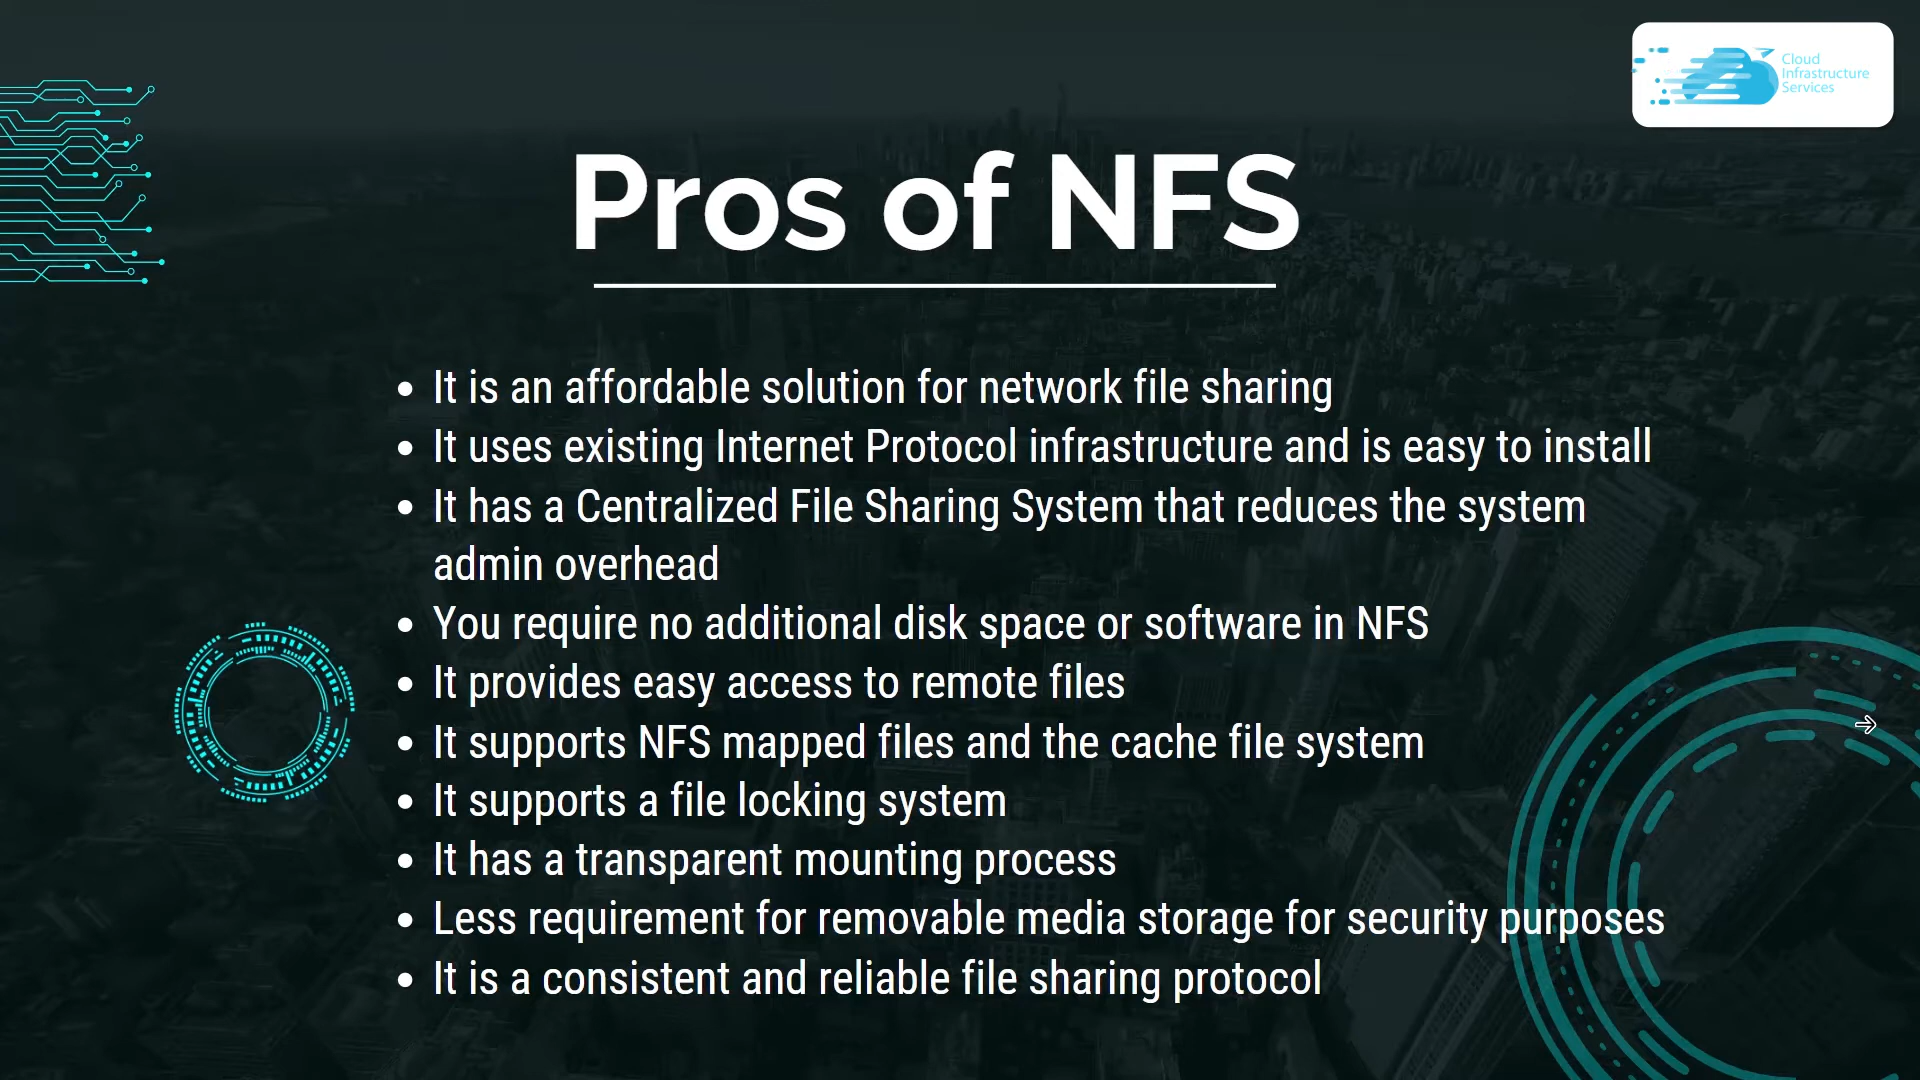 Cloud
Infrastructure
Services
Pros of NFS
• It is an affordable solution for network file sharing
• It uses existing Internet Protocol infrastructure and is easy to install
• It has a Centralized File Sharing System that reduces the system
admin overhead
• You require no additional disk space or software in NFS
• It provides easy access to remote files
• It supports NFS mapped files and the cache file system
• It supports a file locking system
• It has a transparent mounting process
• Less requirement for removable media storage for security purposes
• It is a consistent and reliable file sharing protocol